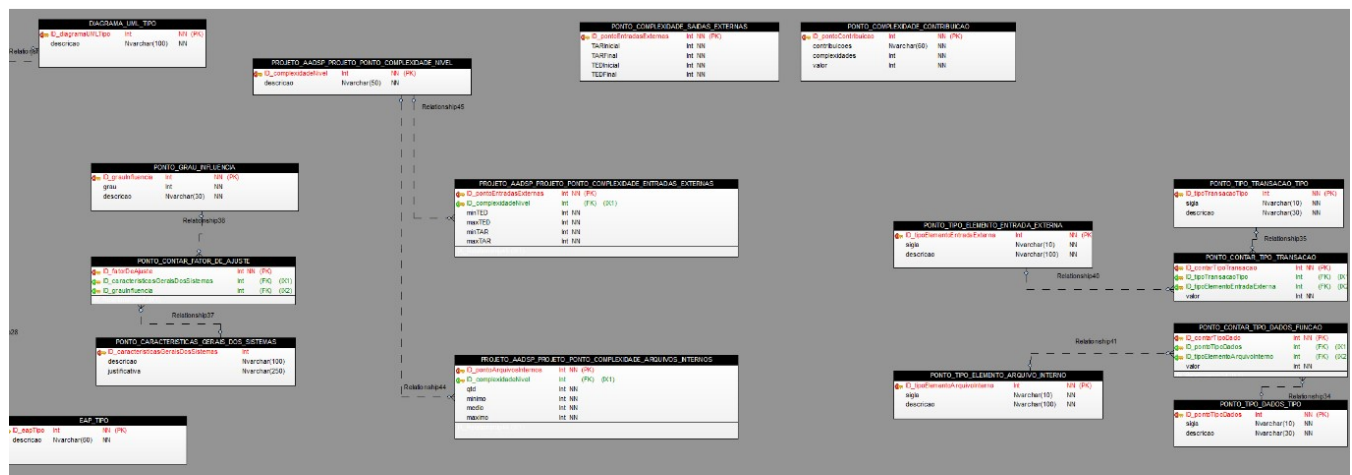 DIAGRAMA_UML_TIPO
ID_diagramaUMLTipo Int NN (PK)
descricao Nvarchar(100) NN
PROJETO_AADSP_PROJETO_PONTO_COMPLEXIDADE_NIVEL
ID_complexidadeNivel Int NN (PK)
descricao Nvarchar(50) NN
Relationship45
PONTO_COMPLEXIDADE_SAIDAS_EXTERNAS
ID_pontoEntradasExternas Int NN (PK)
TARInicial Int NN
TARFinal Int NN
TEDInicial Int NN
TEDFinal Int NN
PONTO_COMPLEXIDADE_CONTRIBUICAO
ID_pontoContribuicao Int NN (PK)
contribuicoes Nvarchar(60) NN
complexidades Int NN
valor Int NN
PONTO_GRAU_INFLUENCIA
ID_grauInfluencia Int NN (PK)
grau Int NN
descricao Nvarchar(30) NN
Relationship38
PONTO_CONTAR_FATOR_DE_AJUSTE
ID_fatorDeAjuste Int NN (PK)
ID_caracteristicasGeraisDosSistemas Int (FK) (IX1)
ID_grauInfluencia Int (FK) (IX2)
Relationship37
PONTO_CARACTERISTICAS_GERAIS_DOS_SISTEMAS
ID_caracteristicasGeraisDosSistemas Int
descricao Nvarchar(100)
justificativa Nvarchar(250)
EAP_TIPO
ID_eapTipo Int NN (PK)
descricao Nvarchar(60) NN
PROJETO_AADSP_PROJETO_PONTO_COMPLEXIDADE_ENTRADAS_EXTERNAS
ID_pontoEntradasExternas Int NN (PK)
ID_complexidadeNivel Int (FK) (IX1)
minTED Int NN
maxTED Int NN
minTAR Int NN
maxTAR Int NN
PROJETO_AADSP_PROJETO_PONTO_COMPLEXIDADE_ARQUIVOS_INTERNOS
ID_pontoArquivosInternos Int NN (PK)
ID_complexidadeNivel Int (FK) (IX1)
qtd Int NN
minimo Int NN
medio Int NN
maximo Int NN
Relationship44
PONTO_TIPO_ELEMENTO_ENTRADA_EXTERNA
ID_tipoElementoEntradaExterna Int NN (PK
sigla Nvarchar(10) NN
descricao Nvarchar(100) NN
Relationship40
PONTO_TIPO_TRANSACAO_TIPO
ID_tipoTransacaoTipo Int NN (PK)
sigla Nvarchar(10) NN
descricao Nvarchar(30) NN
Relationship35
PONTO_CONTAR_TIPO_TRANSACAO
ID_contarTipoTransacao Int NN (PK)
ID_tipoTransacaoTipo Int (FK) (IX1
ID_tipoElementoEntradaExterna Int (FK) (IX2
valor Int NN
PONTO_CONTAR_TIPO_DADOS_FUNCAO
ID_contarTipoDado Int NN (PK)
ID_pontoTipoDados Int (FK) (IX1
ID_tipoElementoArquivoInterno Int (FK) (IX2
valor Int NN
Relationship41
PONTO_TIPO_ELEMENTO_ARQUIVO_INTERNO
ID_tipoElementoArquivoInterno Int NN (PK
sigla Nvarchar(10) NN
descricao Nvarchar(100) NN
Relationship34
PONTO_TIPO_DADOS_TIPO
ID_pontoTipoDados Int NN (PK)
sigla Nvarchar(10) NN
descricao Nvarchar(30) NN